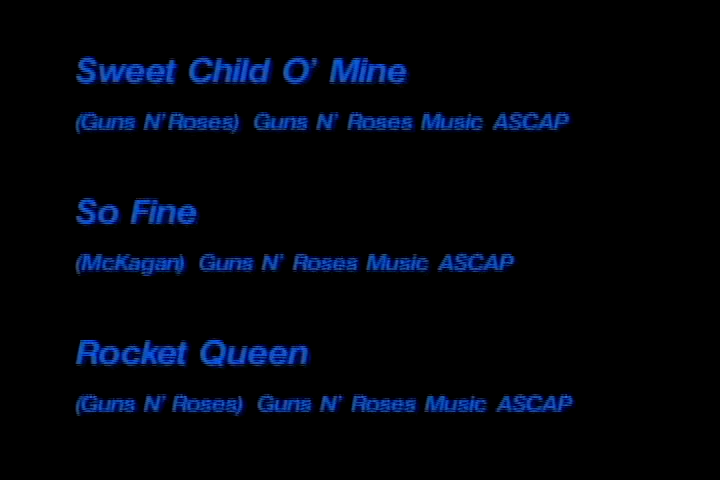 Sweet Child O' Mine
(Guns N' Roses) Guns N' Roses Music ASCAP
So Fine
(McKagan) Guns N' Roses Music ASCAP
Rocket Queen
(Guns N' Roses) Guns N' Roses Music ASCAP